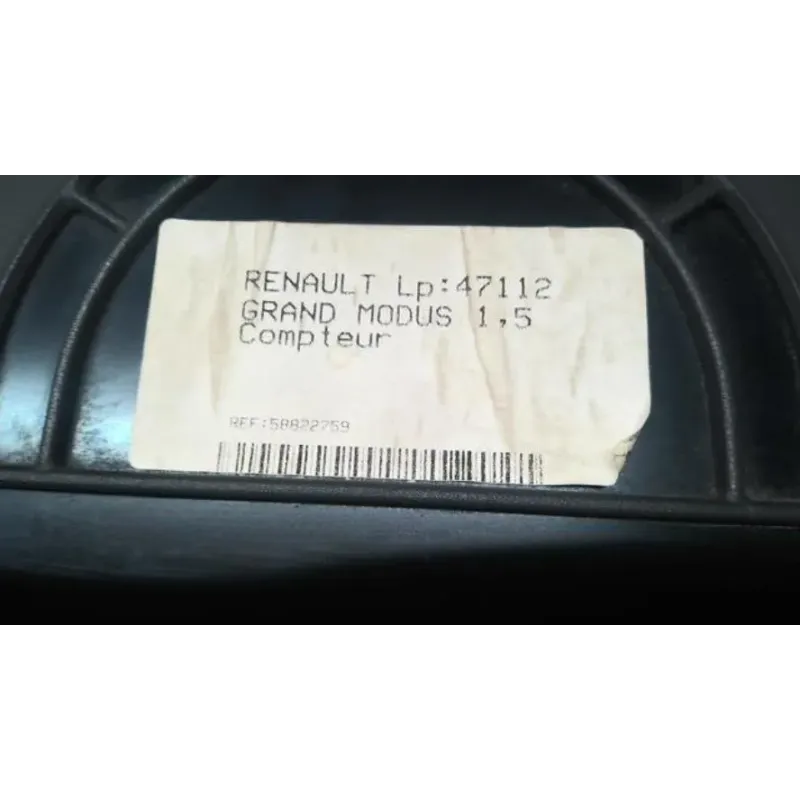 RENAULT Lp:47112
GRAND MODUS 1,5
Compteur
REF:58822759